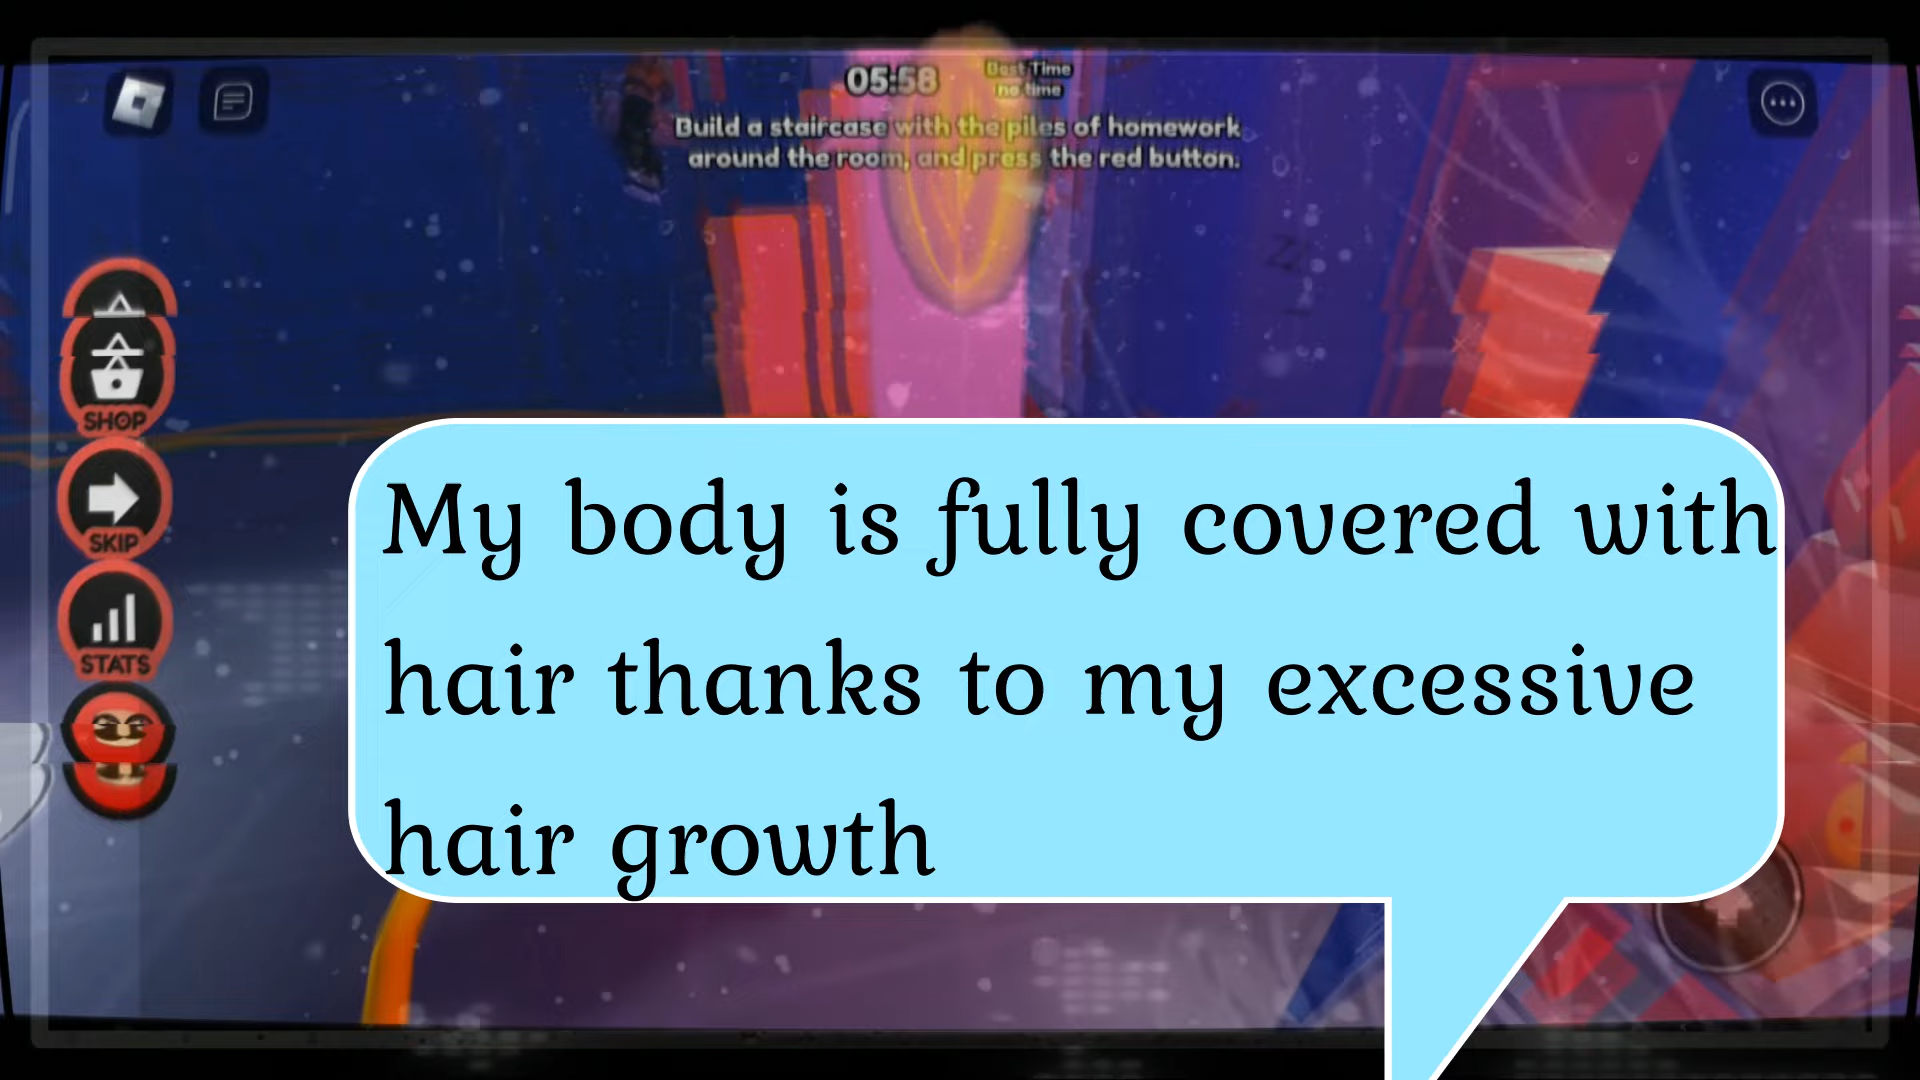 05:58
Best Time
no time
Build a staircase with the piles of homework
around the room, and press the red button.
SHOP
SKIP
STATS
My body is fully covered with
hair thanks to my excessive
hair growth